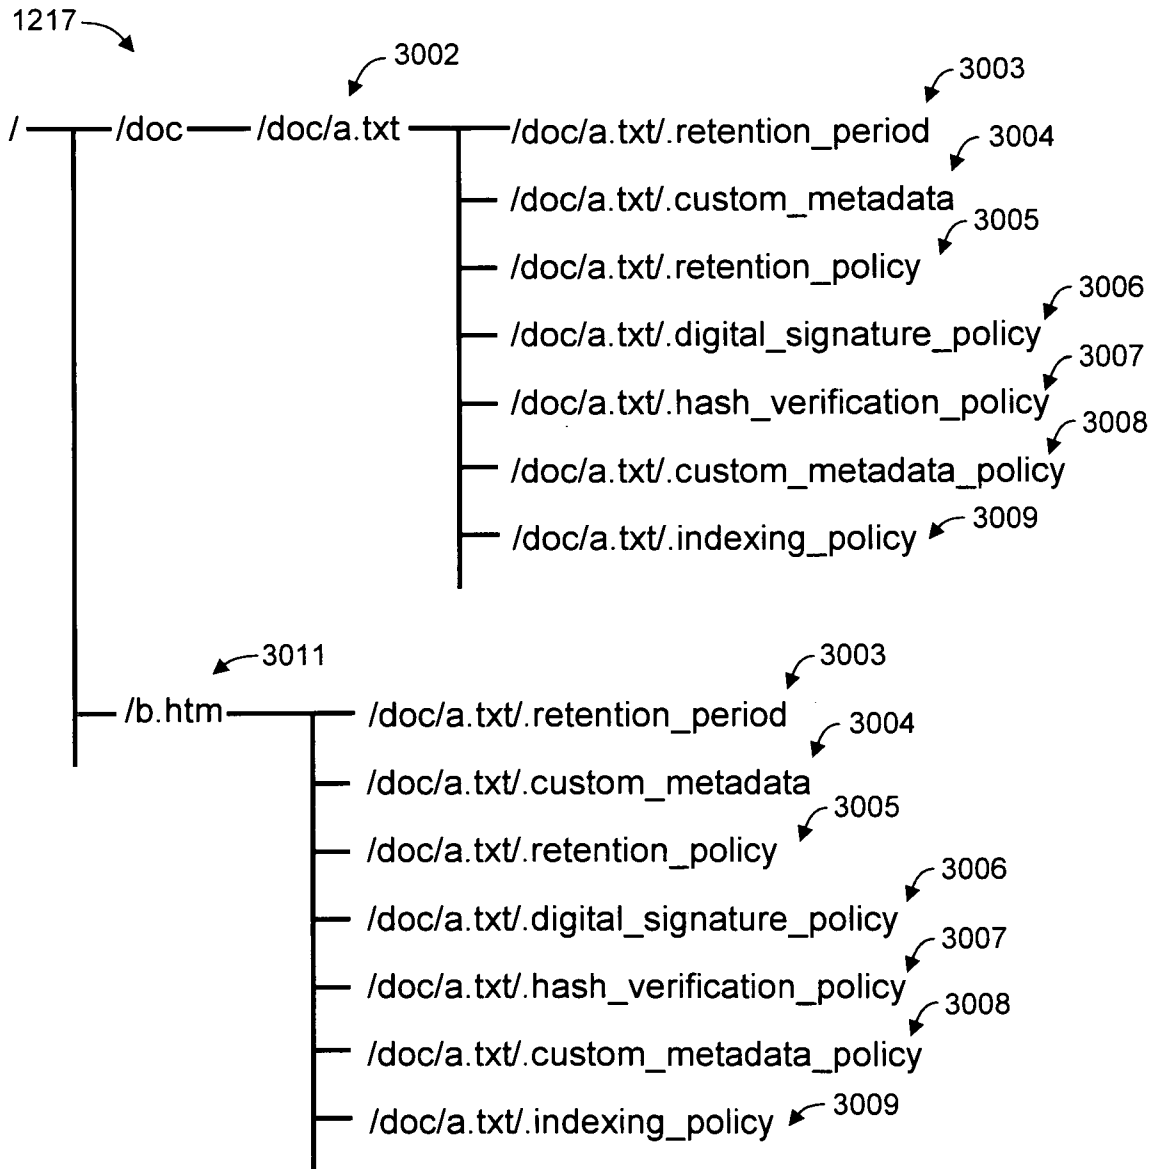 1217
3002
3003
/ /doc /doc/a.txt /doc/a.txt/.retention_period
3004
/doc/a.txt/.custom_metadata
3005
/doc/a.txt/.retention_policy
3006
/doc/a.txt/.digital_signature_policy
3007
/doc/a.txt/.hash_verification_policy
3008
/doc/a.txt/.custom_metadata_policy
3009
/doc/a.txt/.indexing_policy
3011
3003
/b.htm /doc/a.txt/.retention_period
3004
/doc/a.txt/.custom_metadata
3005
/doc/a.txt/.retention_policy
3006
/doc/a.txt/.digital_signature_policy
3007
/doc/a.txt/.hash_verification_policy
3008
/doc/a.txt/.custom_metadata_policy
3009
/doc/a.txt/.indexing_policy